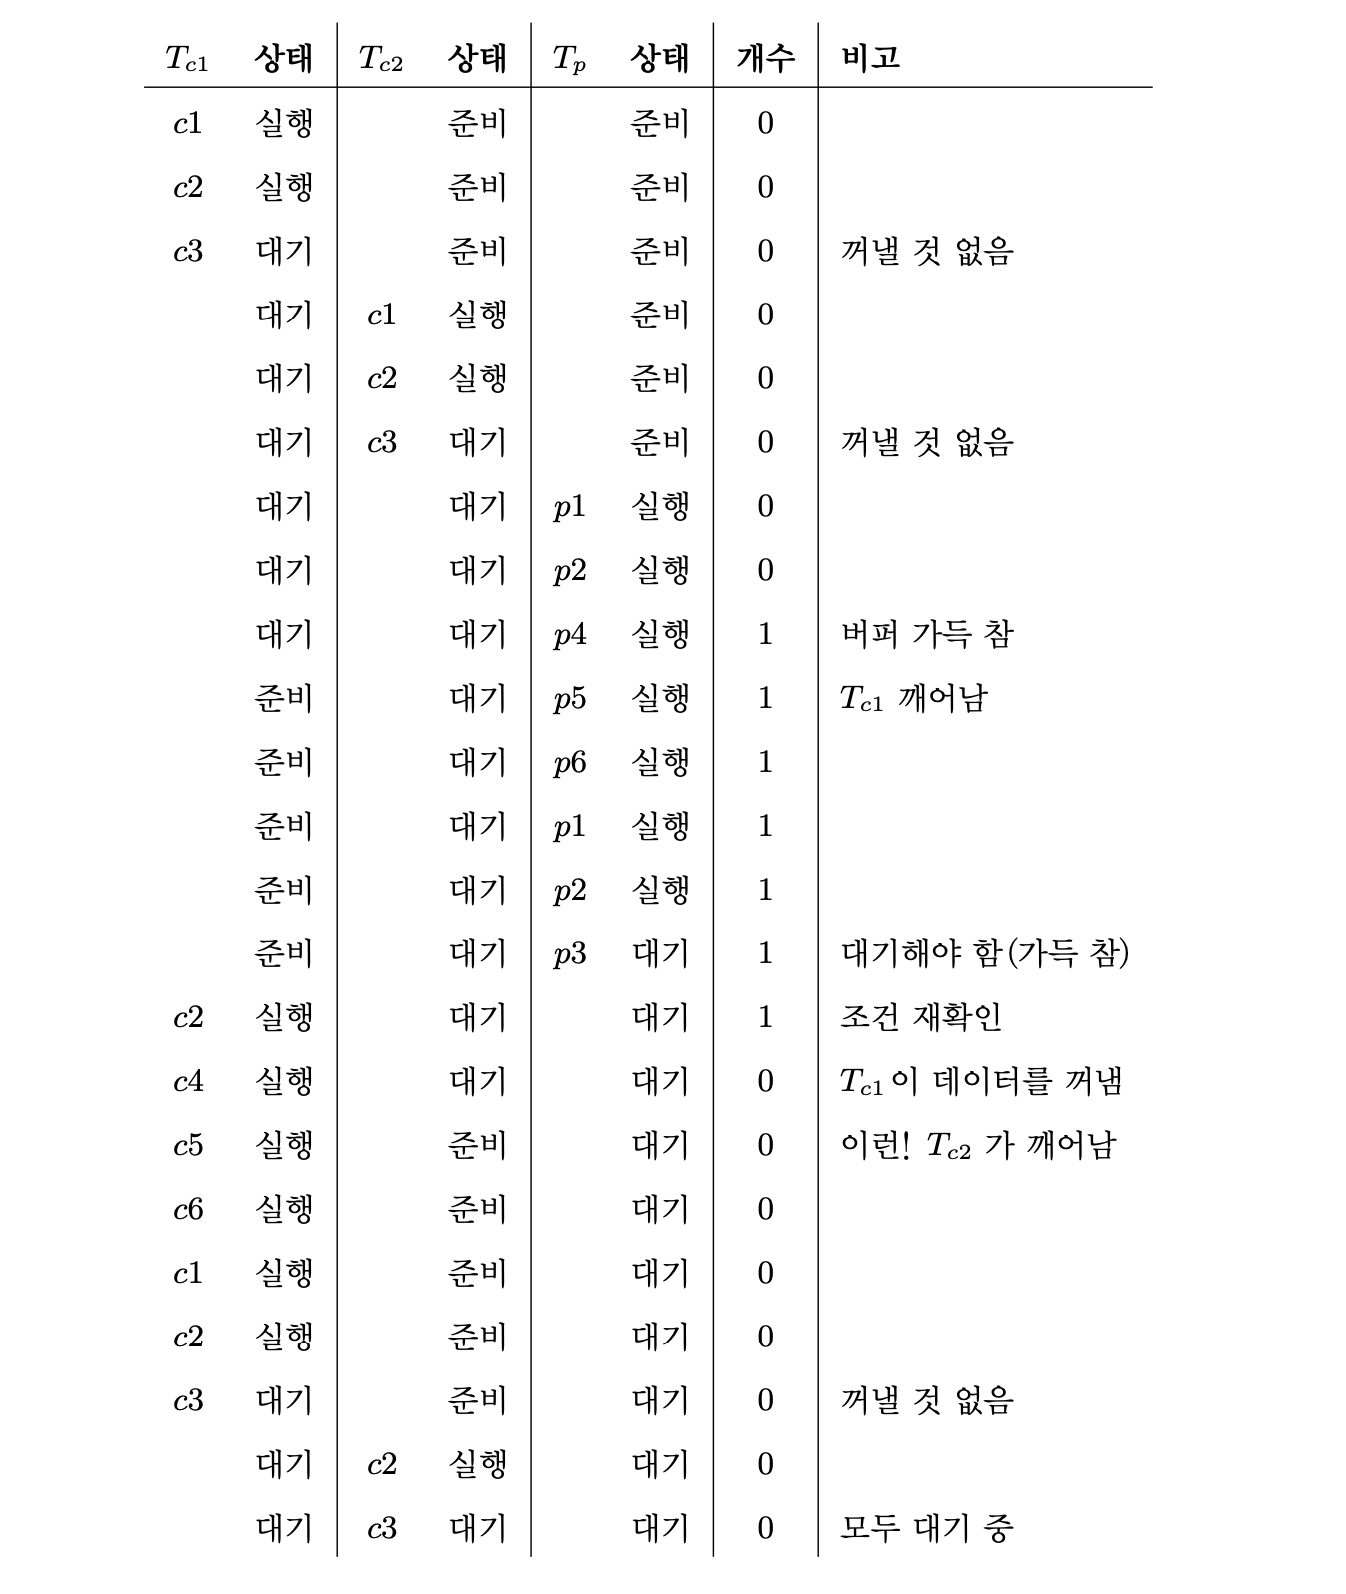 Tc1 상태 Tc2 상태 Tp 상태 개수 비고
c1 실행 준비 준비 0
c2 실행 준비 준비 0
c3 대기 준비 준비 0 꺼낼 것 없음
대기 c1 실행 준비 0
대기 c2 실행 준비 0
대기 c3 대기 준비 0 꺼낼 것 없음
대기 대기 p1 실행 0
대기 대기 p2 실행 0
대기 대기 p4 실행 1 버퍼 가득 참
준비 대기 p5 실행 1 Tc1 깨어남
준비 대기 p6 실행 1
준비 대기 p1 실행 1
준비 대기 p2 실행 1
준비 대기 p3 대기 1 대기해야 함(가득 참)
c2 실행 대기 대기 1 조건 재확인
c4 실행 대기 대기 0 Tc1이 데이터를 꺼냄
c5 실행 준비 대기 0 이런! Tc2 가 깨어남
c6 실행 준비 대기 0
c1 실행 준비 대기 0
c2 실행 준비 대기 0
c3 대기 준비 대기 0 꺼낼 것 없음
대기 c2 실행 대기 0
대기 c3 대기 대기 0 모두 대기 중